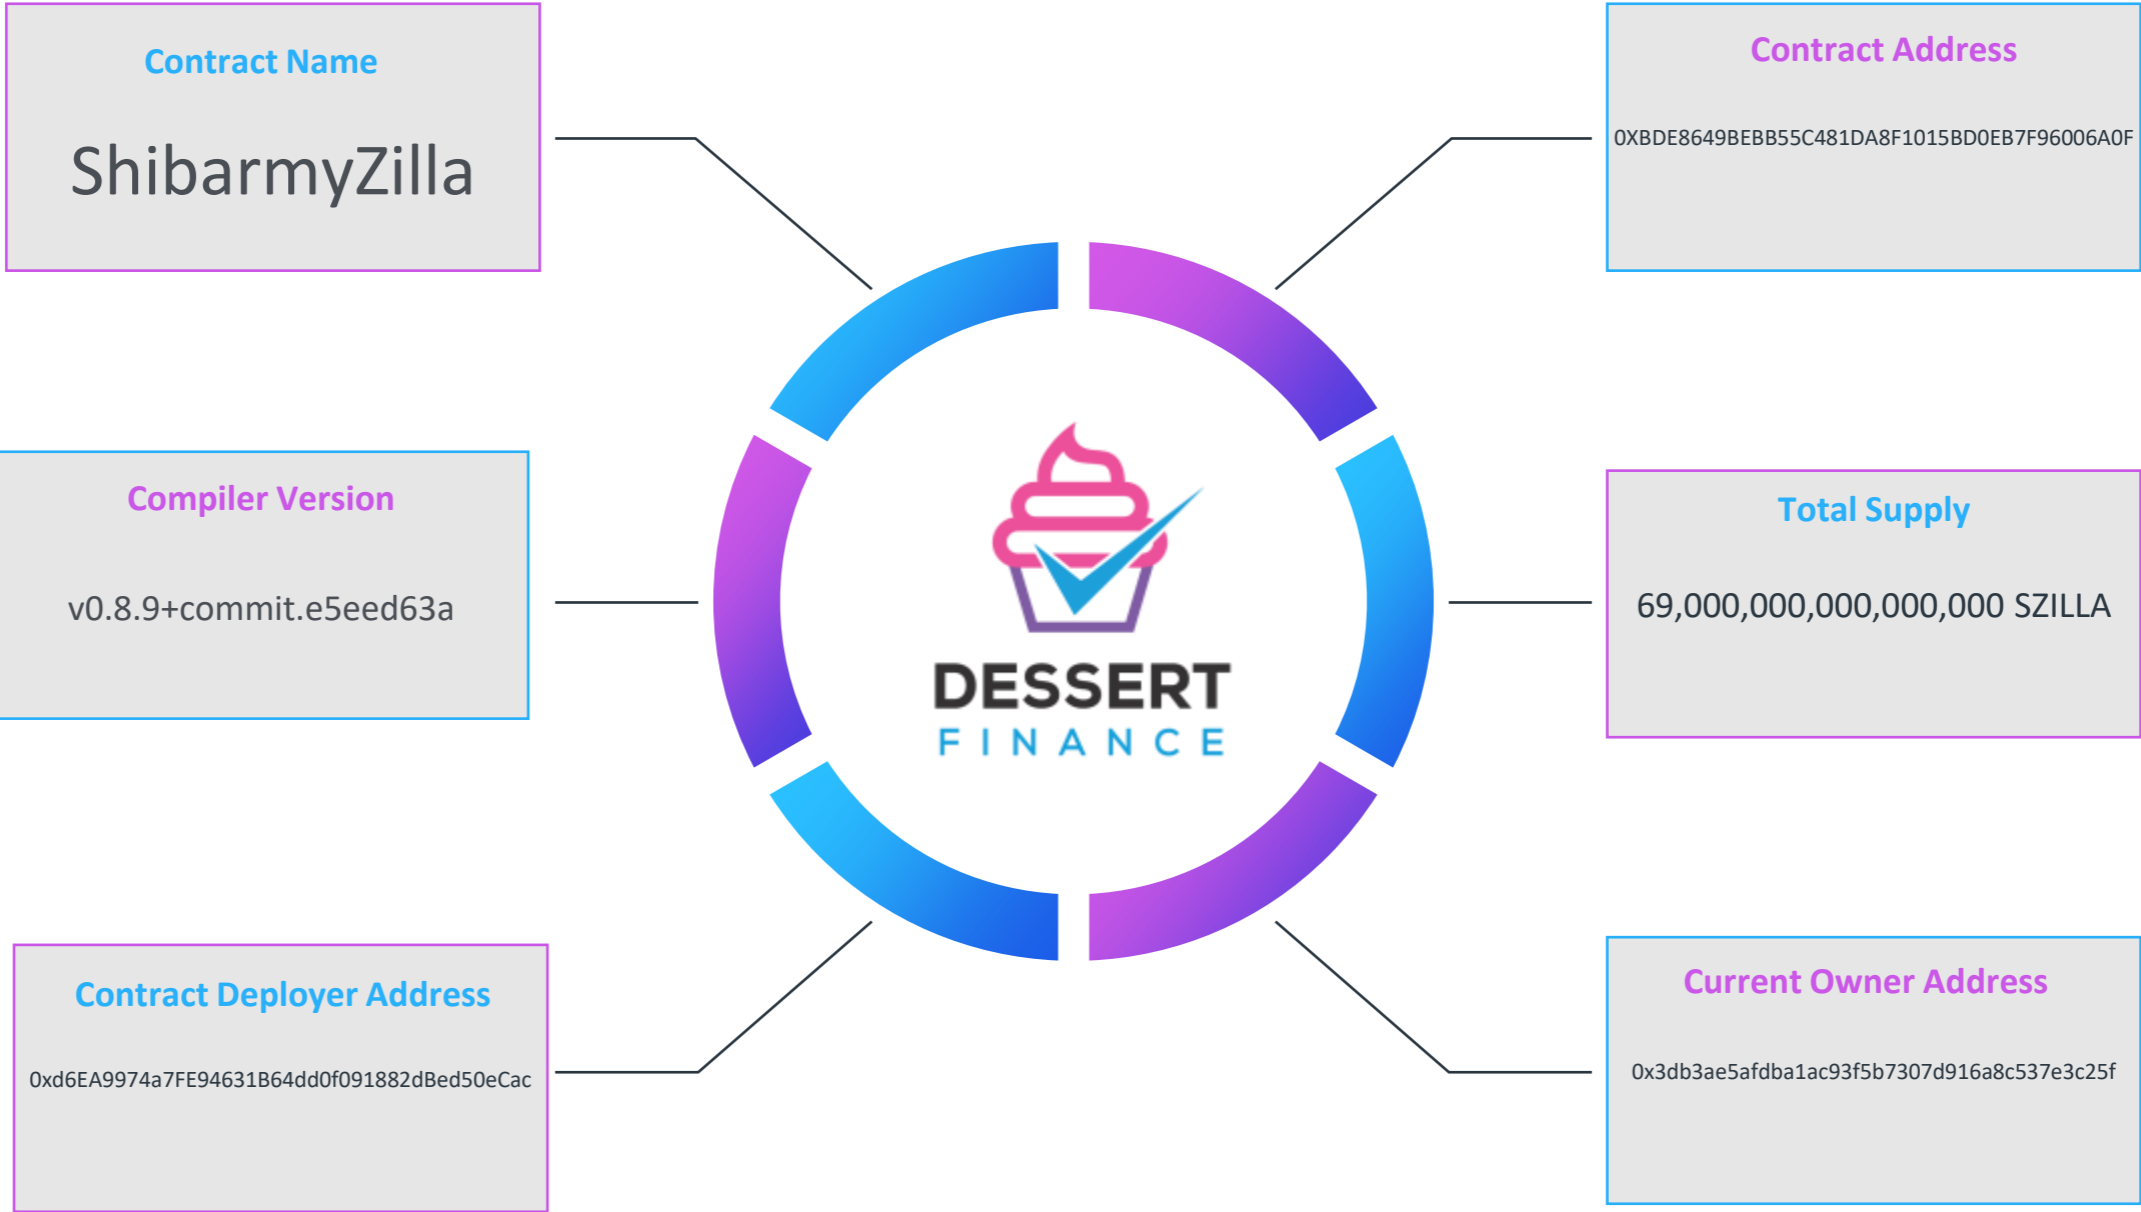 Contract Name
ShibarmyZilla
Contract Address
0XBDE8649BEBB55C481DA8F1015BD0EB7F96006A0F
Compiler Version
v0.8.9+commit.e5eed63a
Total Supply
69,000,000,000,000,000 SZILLA
DESSERT
FINANCE
Contract Deployer Address
0xd6EA9974a7FE94631B64dd0f091882dBed50eCac
Current Owner Address
0x3db3ae5afdba1ac93f5b7307d916a8c537e3c25f